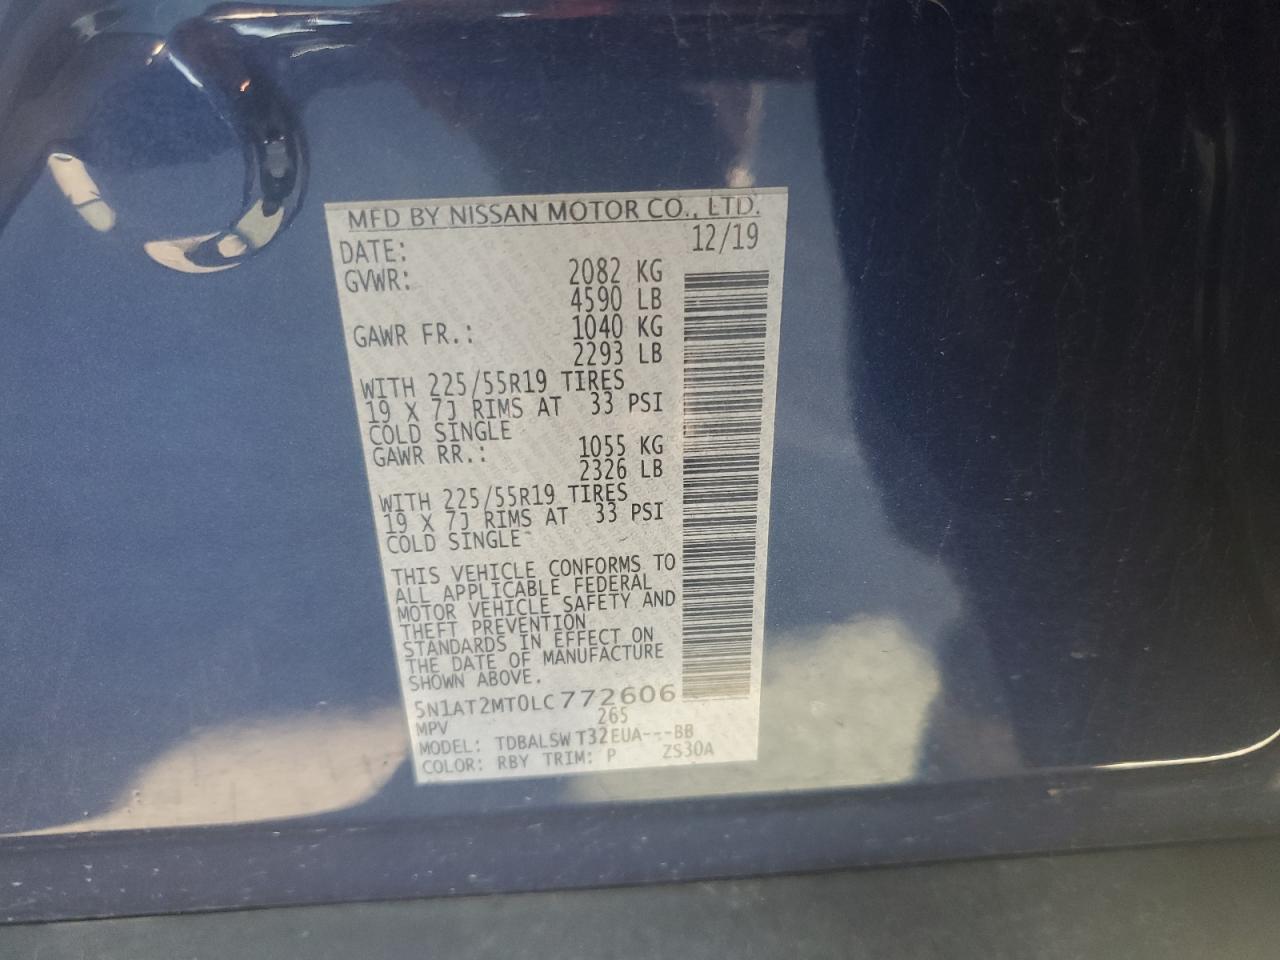 MFD BY NISSAN MOTOR CO., LTD.
DATE: 12/19
GVWR: 2082 KG
4590 LB
GAWR FR.: 1040 KG
2293 LB
WITH 225/55R19 TIRES
19 X 7J RIMS AT 33 PSI
COLD SINGLE
GAWR RR.: 1055 KG
2326 LB
WITH 225/55R19 TIRES
19 X 7J RIMS AT 33 PSI
COLD SINGLE
THIS VEHICLE CONFORMS TO
ALL APPLICABLE FEDERAL
MOTOR VEHICLE SAFETY AND
THEFT PREVENTION
STANDARDS IN EFFECT ON
THE DATE OF MANUFACTURE
SHOWN ABOVE.
5N1AT2MT0LC772606
MPV 265
MODEL: TDBALSW T32EUA---BB
COLOR: RBY TRIM: P ZS30A